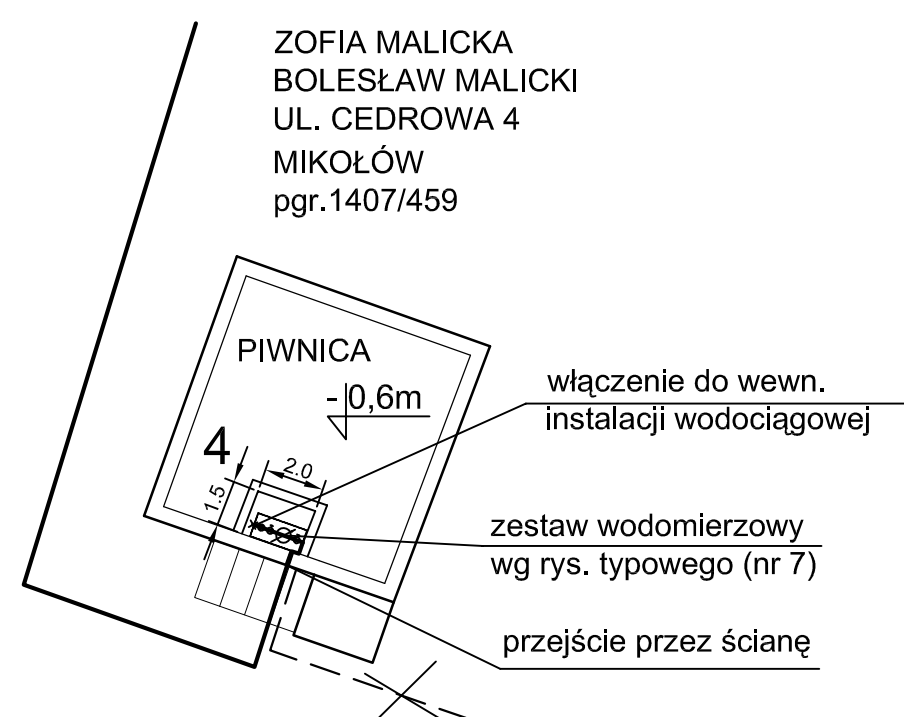 ZOFIA MALICKA
BOLESŁAW MALICKI
UL. CEDROWA 4
MIKOŁÓW
pgr.1407/459
PIWNICA
- 0,6m
włączenie do wewn.
instalacji wodociągowej
4
2.0
1.5
zestaw wodomierzowy
wg rys. typowego (nr 7)
przejście przez ścianę